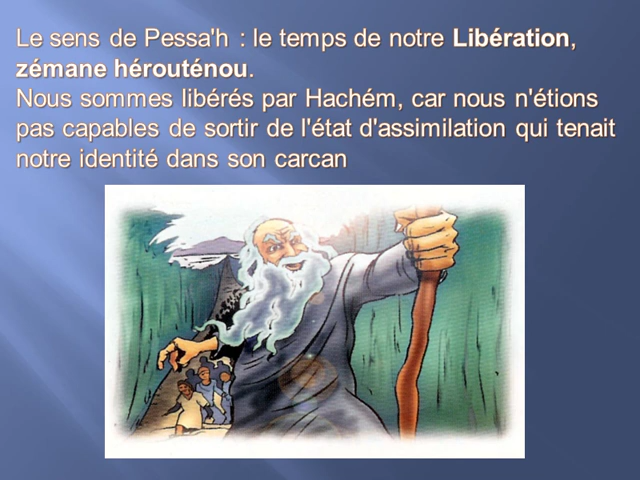 Le sens de Pessa'h : le temps de notre Libération,
zémane hérouténou.
Nous sommes libérés par Hachém, car nous n'étions
pas capables de sortir de l'état d'assimilation qui tenait
notre identité dans son carcan